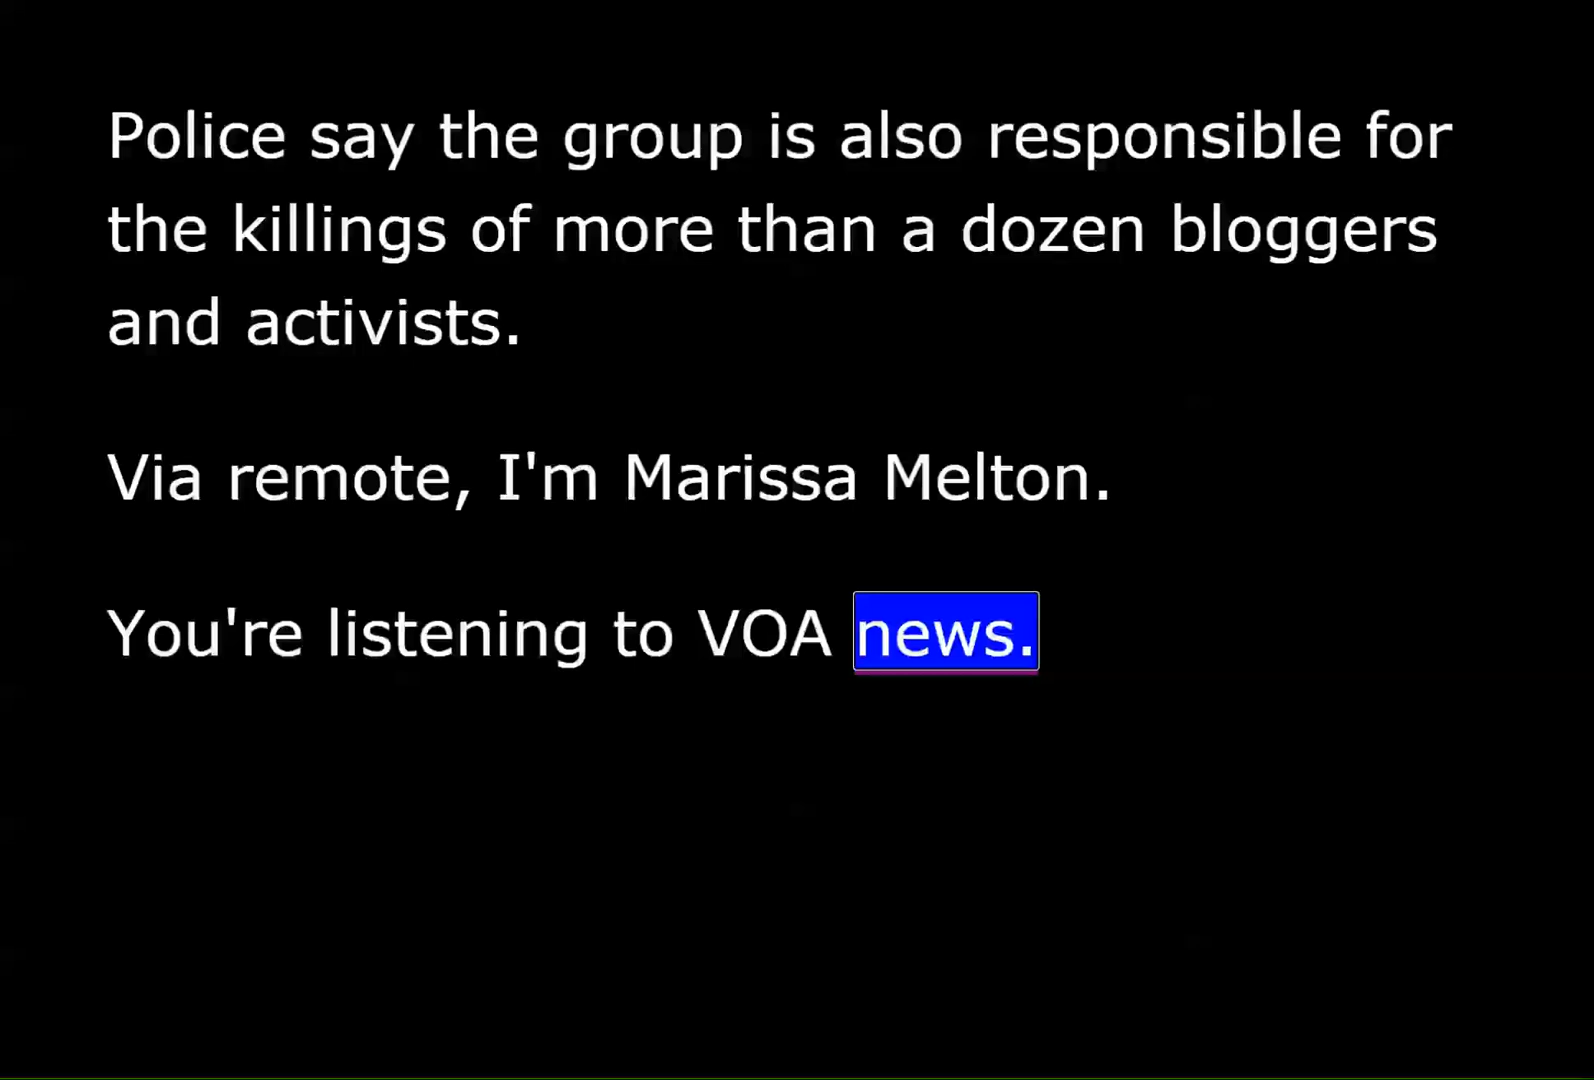 Police say the group is also responsible for
the killings of more than a dozen bloggers
and activists.
Via remote, I'm Marissa Melton.
You're listening to VOA news.